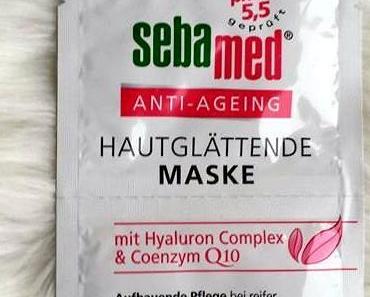 5,5
geprüft
sebamed®
ANTI-AGEING
HAUTGLÄTTENDE
MASKE
mit Hyaluron Complex
& Coenzym Q10
Aufbauende Pflege bei reifer